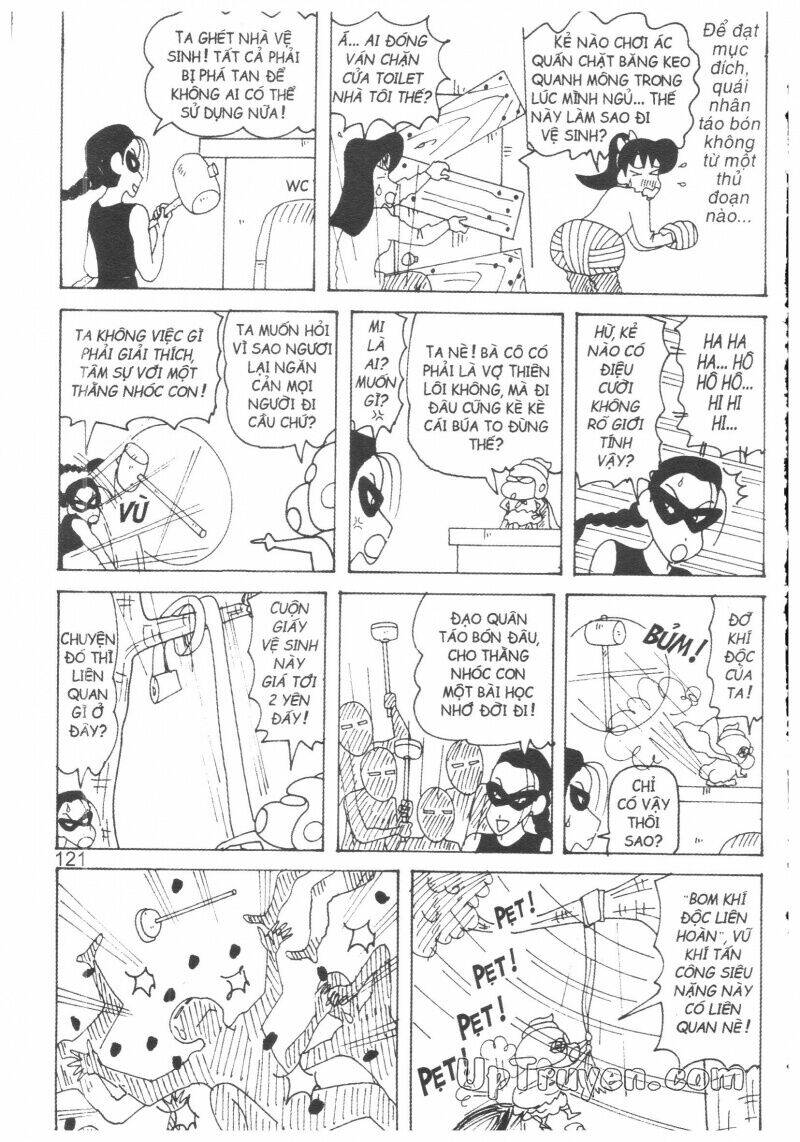 Để đạt
mục
đích,
quái
nhân
táo bón
không
từ một
thủ
đoạn
nào...
KẺ NÀO CHƠI ÁC
QUẤN CHẶT BĂNG KEO
QUANH MÔNG TRONG
LÚC MÌNH NGỦ... THẾ
NÀY LÀM SAO ĐI
VỆ SINH?
Á... AI ĐÓNG
VÁN CHẶN
CỬA TOILET
NHÀ TÔI THẾ?
TA GHÉT NHÀ VỆ
SINH! TẤT CẢ PHẢI
BỊ PHÁ TAN ĐỂ
KHÔNG AI CÓ THỂ
SỬ DỤNG NỮA!
WC
HA HA
HA... HÔ
HÔ HÔ...
HI HI
HI...
HỪ, KẺ
NÀO CÓ
ĐIỆU
CƯỜI
KHÔNG
RÕ GIỚI
TÍNH
VẬY?
TA NÈ! BÀ CÔ CÓ
PHẢI LÀ VỢ THIÊN
LÔI KHÔNG, MÀ ĐI
ĐÂU CŨNG KÈ KÈ
CÁI BÚA TO ĐÙNG
THẾ?
MI
LÀ
AI?
MUỐN
GÌ?
TA MUỐN HỎI
VÌ SAO NGƯƠI
LẠI NGĂN
CẢN MỌI
NGƯỜI ĐI
CẦU CHỨ?
TA KHÔNG VIỆC GÌ
PHẢI GIẢI THÍCH,
TÂM SỰ VỚI MỘT
THẰNG NHÓC CON!
VÙ
ĐỠ
KHÍ
ĐỘC
CỦA
TA!
BỦM!
CHỈ
CÓ VẬY
THÔI
SAO?
ĐẠO QUÂN
TÁO BÓN ĐÂU,
CHO THẰNG
NHÓC CON
MỘT BÀI HỌC
NHỚ ĐỜI ĐI!
CUỘN
GIẤY
VỆ SINH
NÀY
GIÁ TỚI
2 YÊN
ĐẤY!
CHUYỆN
ĐÓ THÌ
LIÊN
QUAN
GÌ Ở
ĐÂY?
121
"BOM KHÍ
ĐỘC LIÊN
HOÀN", VŨ
KHÍ TẤN
CÔNG SIÊU
NẶNG NÀY
CÓ LIÊN
QUAN NÈ!
PẸT!
PẸT!
PẸT!
PẸT!
UpTruyen.com